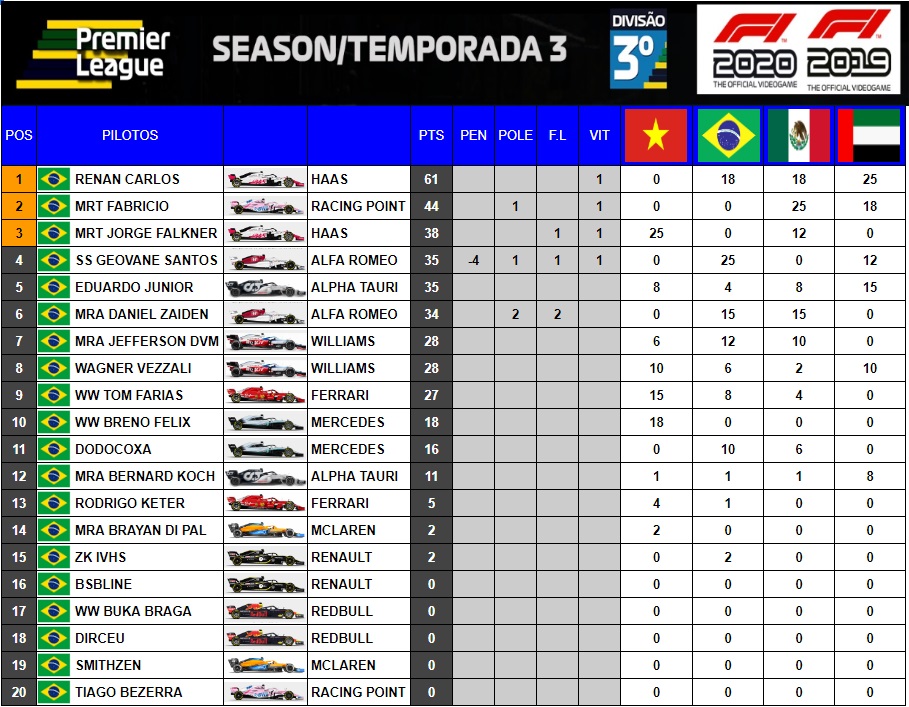 Premier
League
SEASON/TEMPORADA 3
DIVISÃO
3º
F1 2020 THE OFFICIAL VIDEOGAME
F1 2019 THE OFFICIAL VIDEOGAME
POS PILOTOS PTS PEN POLE F.L VIT
1 RENAN CARLOS HAAS 61 1 0 18 18 25
2 MRT FABRICIO RACING POINT 44 1 1 0 0 25 18
3 MRT JORGE FALKNER HAAS 38 1 1 25 0 12 0
4 SS GEOVANE SANTOS ALFA ROMEO 35 -4 1 1 1 0 25 0 12
5 EDUARDO JUNIOR ALPHA TAURI 35 8 4 8 15
6 MRA DANIEL ZAIDEN ALFA ROMEO 34 2 2 0 15 15 0
7 MRA JEFFERSON DVM WILLIAMS 28 6 12 10 0
8 WAGNER VEZZALI WILLIAMS 28 10 6 2 10
9 WW TOM FARIAS FERRARI 27 15 8 4 0
10 WW BRENO FELIX MERCEDES 18 18 0 0 0
11 DODOCOXA MERCEDES 16 0 10 6 0
12 MRA BERNARD KOCH ALPHA TAURI 11 1 1 1 8
13 RODRIGO KETER FERRARI 5 4 1 0 0
14 MRA BRAYAN DI PAL MCLAREN 2 2 0 0 0
15 ZK IVHS RENAULT 2 0 2 0 0
16 BSBLINE RENAULT 0 0 0 0 0
17 WW BUKA BRAGA REDBULL 0 0 0 0 0
18 DIRCEU REDBULL 0 0 0 0 0
19 SMITHZEN MCLAREN 0 0 0 0 0
20 TIAGO BEZERRA RACING POINT 0 0 0 0 0